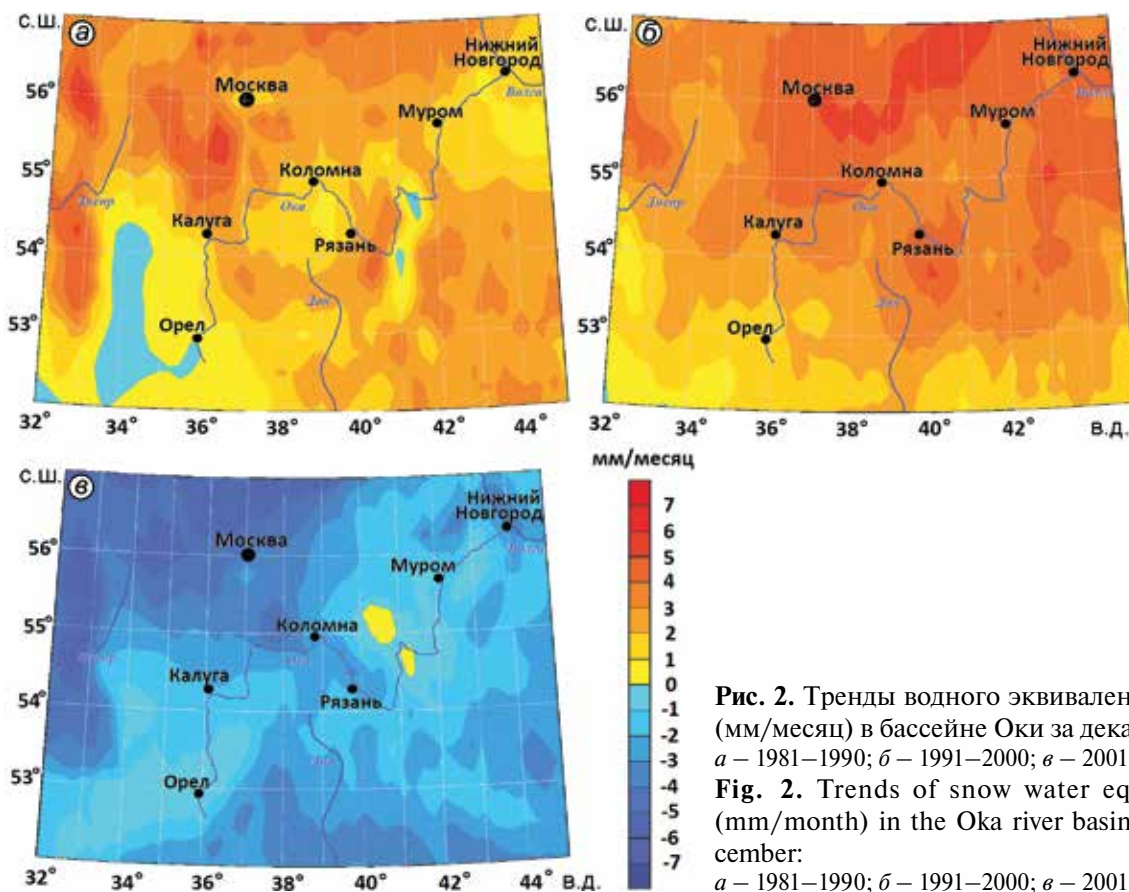 С.Ш.
а
Нижний
Новгород
56°
Москва
Волга
Муром
55°
Коломна
Днепр
Ока
Калуга
54°
Рязань
Дон
53°
Орел
32° 34° 36° 38° 40° 42° 44°
С.Ш.
б
Нижний
Новгород
56°
Москва
Волга
Муром
55°
Коломна
Днепр
Ока
Калуга
54°
Рязань
Дон
53°
Орел
32° 34° 36° 38° 40° 42° В.Д.
С.Ш.
в
Нижний
Новгород
56°
Москва
Муром
55°
Коломна
Калуга
54°
Рязань
53°
Орел
32° 34° 36° 38° 40° 42° 44° В.Д.
мм/месяц
7
6
5
4
3
2
1
0
-1
-2
-3
-4
-5
-6
-7
Рис. 2. Тренды водного эквивален
(мм/месяц) в бассейне Оки за дека
а – 1981–1990; б – 1991–2000; в – 2001
Fig. 2. Trends of snow water eq
(mm/month) in the Oka river basin
cember:
а – 1981–1990; б – 1991–2000; в – 2001